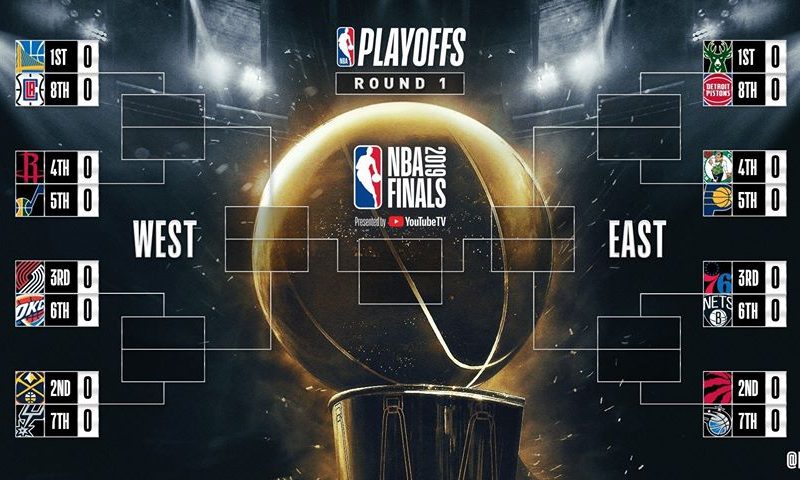 NBA
PLAYOFFS
ROUND 1
NBA
FINALS
2019
Presented by YouTubeTV
WEST
EAST
1ST 0
8TH 0
4TH 0
5TH 0
3RD 0
OKC
6TH 0
2ND 0
7TH 0
1ST 0
DETROIT
PISTONS
8TH 0
4TH 0
5TH 0
76
3RD 0
NETS
B
6TH 0
2ND 0
7TH 0